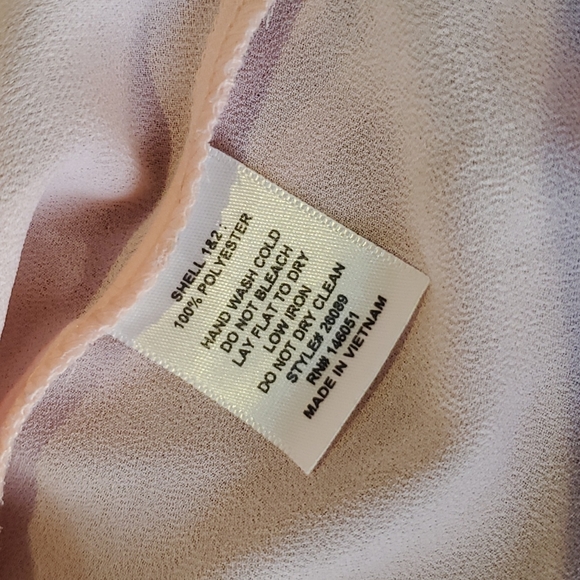 SHELL 1&2:
100% POLYESTER
HAND WASH COLD
DO NOT BLEACH
LAY FLAT TO DRY
LOW IRON
DO NOT DRY CLEAN
STYLE# 20089
RN# 146051
MADE IN VIETNAM